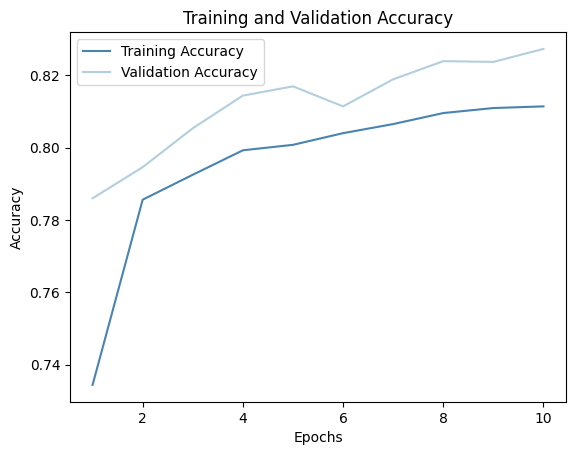 Training and Validation Accuracy
Training Accuracy
Validation Accuracy
0.82
0.80
0.78
0.76
0.74
Accuracy
2 4 6 8 10
Epochs